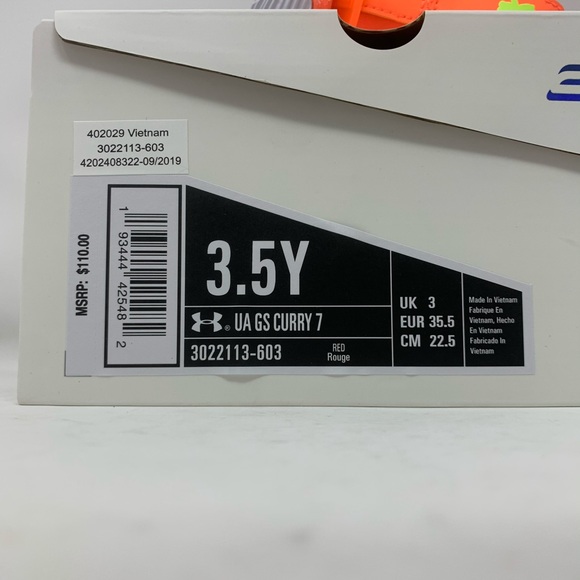 402029 Vietnam
3022113-603
4202408322-09/2019
MSRP: $110.00
1 93444 42548 2
3.5Y
® UA GS CURRY 7
3022113-603
RED
Rouge
UK 3
EUR 35.5
CM 22.5
Made In Vietnam
Fabrique En
Vietnam, Hecho
En Vietnam
Fabricado In
Vietnam